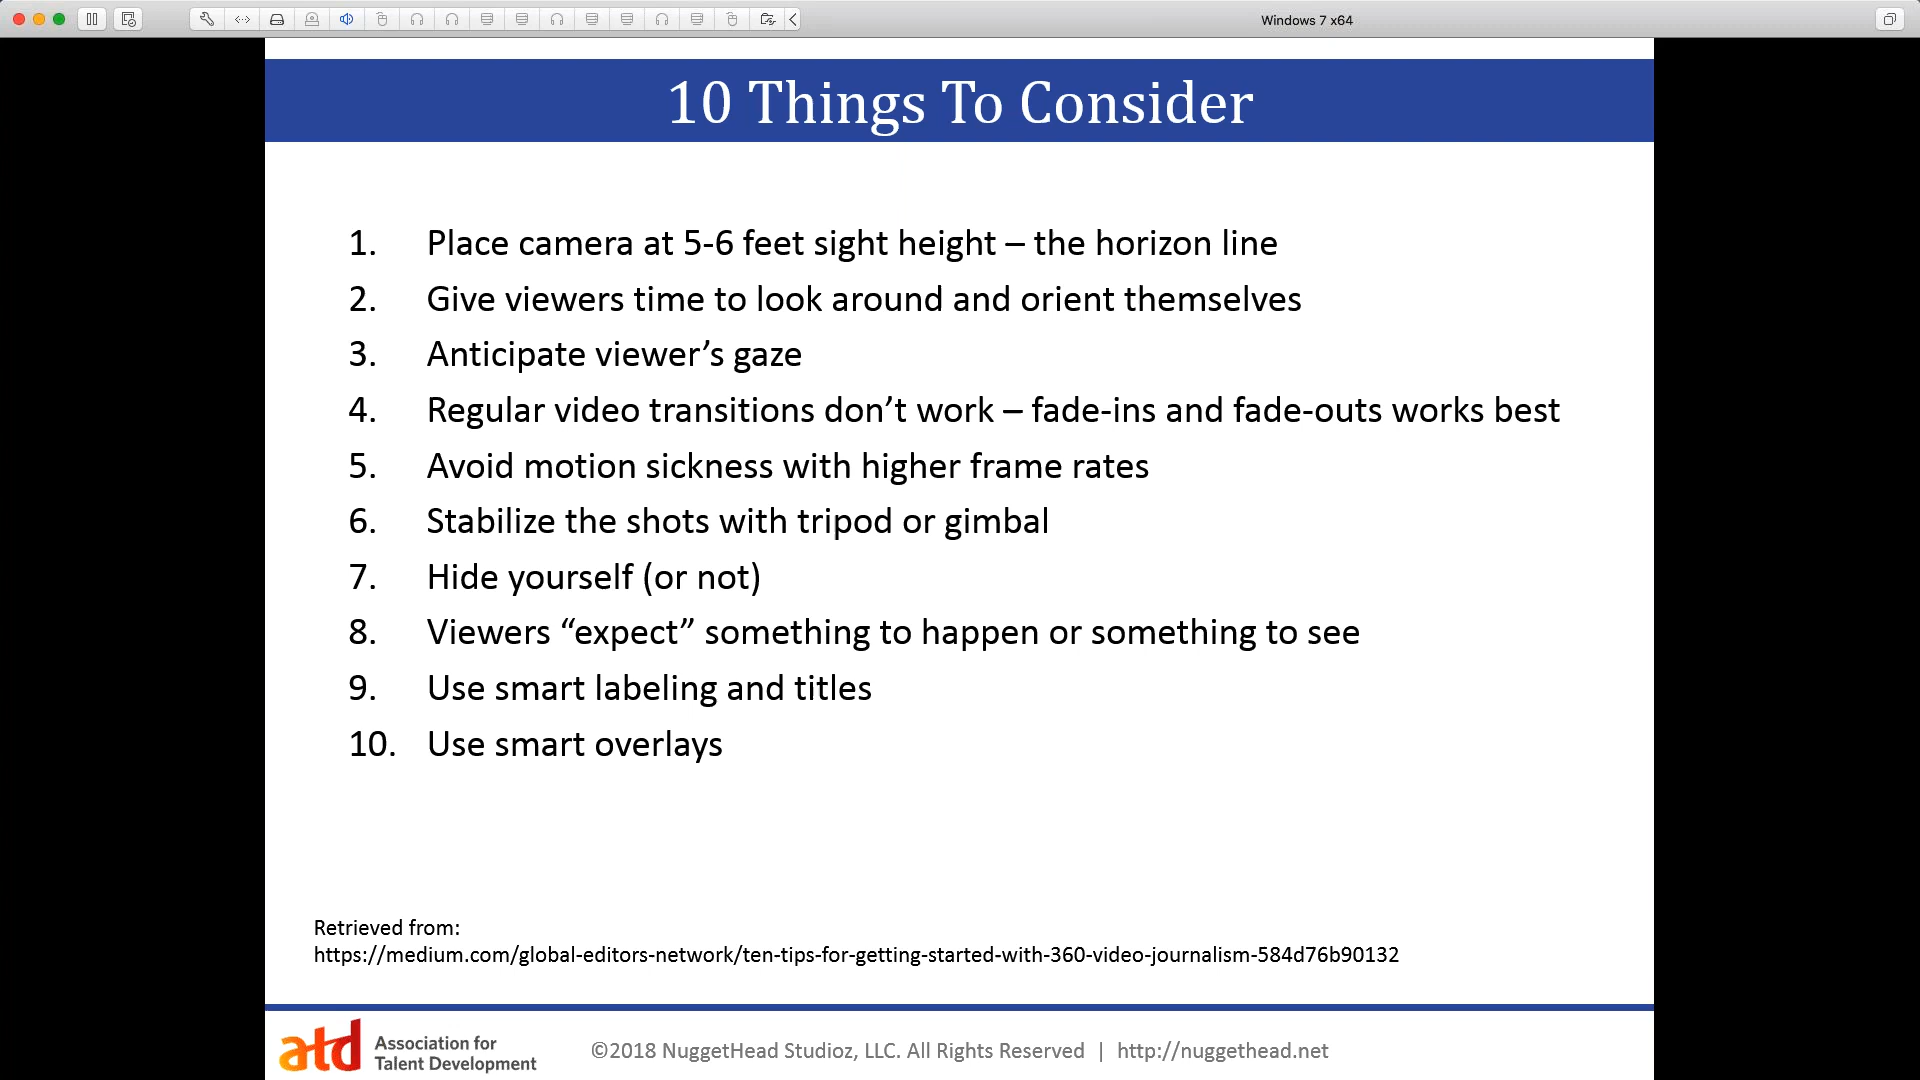 Windows 7 x64
10 Things To Consider
1. Place camera at 5-6 feet sight height – the horizon line
2. Give viewers time to look around and orient themselves
3. Anticipate viewer’s gaze
4. Regular video transitions don’t work – fade-ins and fade-outs works best
5. Avoid motion sickness with higher frame rates
6. Stabilize the shots with tripod or gimbal
7. Hide yourself (or not)
8. Viewers “expect” something to happen or something to see
9. Use smart labeling and titles
10. Use smart overlays
Retrieved from:
https://medium.com/global-editors-network/ten-tips-for-getting-started-with-360-video-journalism-584d76b90132
atd Association for
Talent Development
©2018 NuggetHead Studioz, LLC. All Rights Reserved | http://nuggethead.net